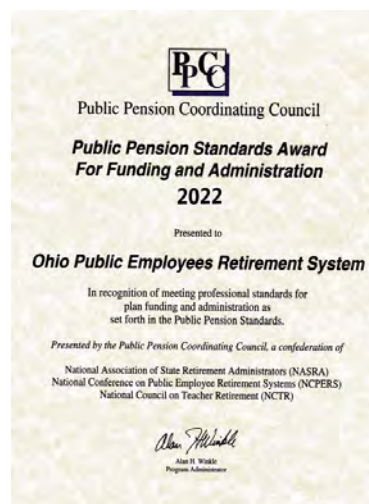 PPCC
Public Pension Coordinating Council
Public Pension Standards Award
For Funding and Administration
2022
Presented to
Ohio Public Employees Retirement System
In recognition of meeting professional standards for
plan funding and administration as
set forth in the Public Pension Standards.
Presented by the Public Pension Coordinating Council, a confederation of
National Association of State Retirement Administrators (NASRA)
National Conference on Public Employee Retirement Systems (NCPERS)
National Council on Teacher Retirement (NCTR)
Alan H Winkle
Alan H. Winkle
Program Administrator